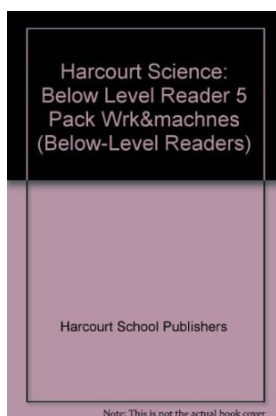 Harcourt Science:
Below Level Reader 5
Pack Wrk&machnes
(Below-Level Readers)
Harcourt School Publishers
Note: This is not the actual book cover